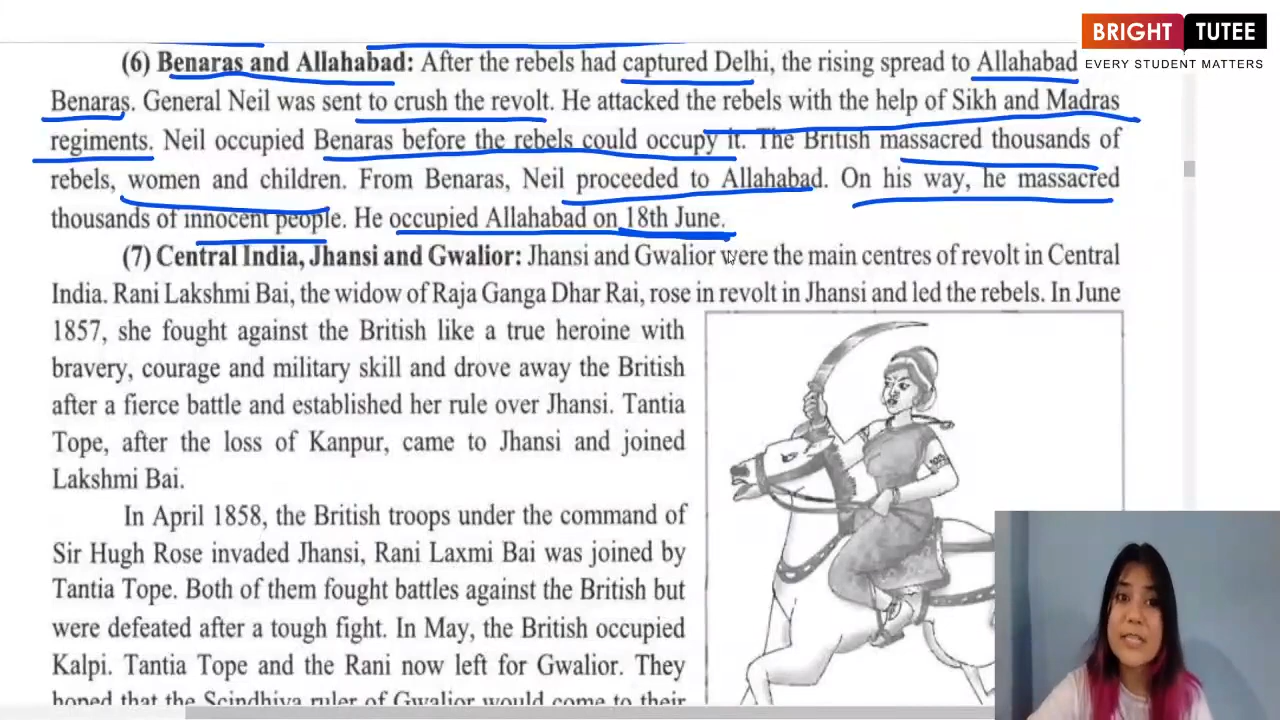 BRIGHT TUTEE
EVERY STUDENT MATTERS
(6) Benaras and Allahabad: After the rebels had captured Delhi, the rising spread to Allahabad
Benaras. General Neil was sent to crush the revolt. He attacked the rebels with the help of Sikh and Madras
regiments. Neil occupied Benaras before the rebels could occupy it. The British massacred thousands of
rebels, women and children. From Benaras, Neil proceeded to Allahabad. On his way, he massacred
thousands of innocent people. He occupied Allahabad on 18th June.
(7) Central India, Jhansi and Gwalior: Jhansi and Gwalior were the main centres of revolt in Central
India. Rani Lakshmi Bai, the widow of Raja Ganga Dhar Rai, rose in revolt in Jhansi and led the rebels. In June
1857, she fought against the British like a true heroine with
bravery, courage and military skill and drove away the British
after a fierce battle and established her rule over Jhansi. Tantia
Tope, after the loss of Kanpur, came to Jhansi and joined
Lakshmi Bai.
In April 1858, the British troops under the command of
Sir Hugh Rose invaded Jhansi, Rani Laxmi Bai was joined by
Tantia Tope. Both of them fought battles against the British but
were defeated after a tough fight. In May, the British occupied
Kalpi. Tantia Tope and the Rani now left for Gwalior. They
hoped that the Scindhiya ruler of Gwalior would come to their